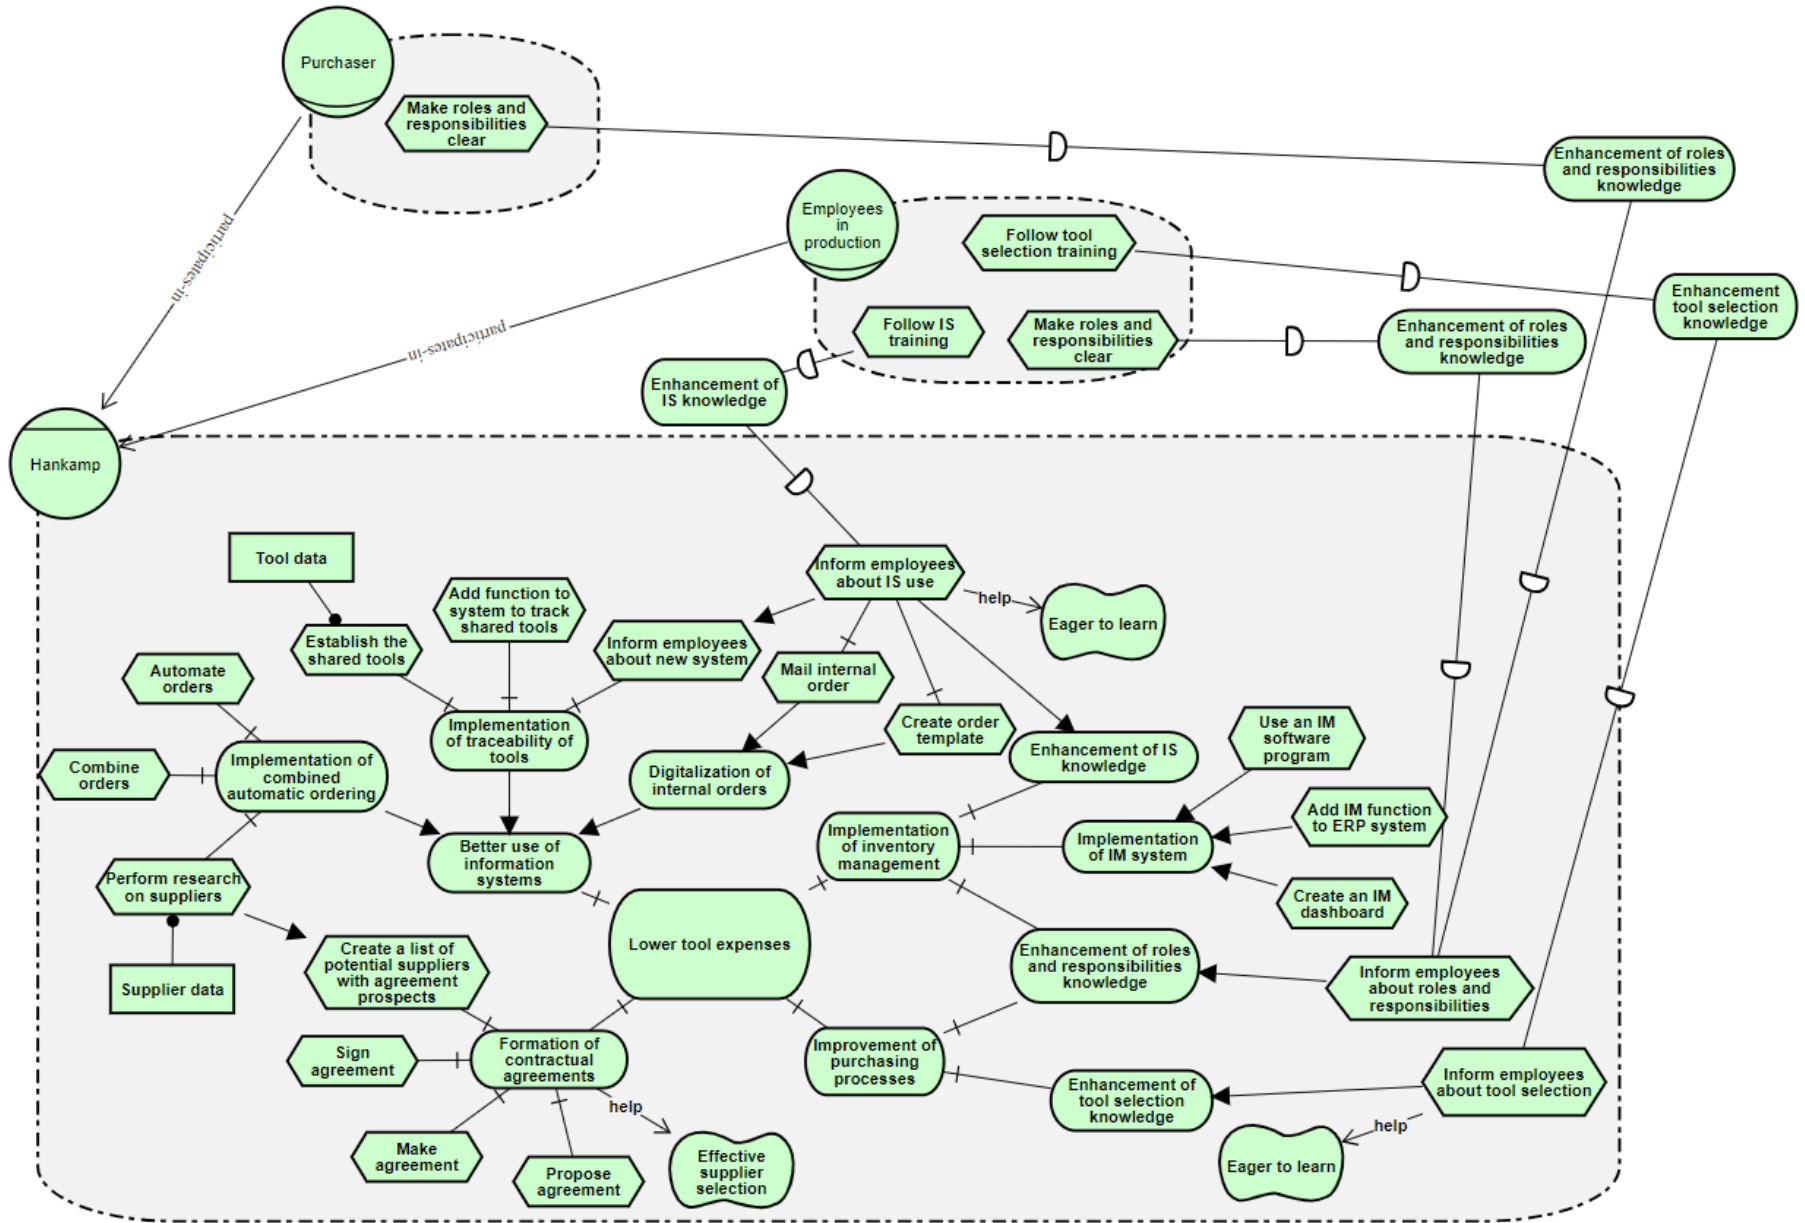 Purchaser
Make roles and
responsibilities
clear
Enhancement of roles
and responsibilities
knowledge
Employees
in
production
Follow tool
selection training
participates-in
Enhancement
tool selection
knowledge
Follow IS
training
Make roles and
responsibilities
clear
Enhancement of roles
and responsibilities
knowledge
participates-in
Enhancement of
IS knowledge
Hankamp
Tool data
Inform employees
about IS use
Add function to
system to track
shared tools
help
Eager to learn
Establish the
shared tools
Inform employees
about new system
Automate
orders
Mail internal
order
Implementation
of traceability of
tools
Create order
template
Use an IM
software
program
Combine
orders
Implementation of
combined
automatic ordering
Digitalization of
internal orders
Enhancement of IS
knowledge
Add IM function
to ERP system
Better use of
information
systems
Implementation
of inventory
management
Implementation
of IM system
Perform research
on suppliers
Create an IM
dashboard
Lower tool expenses
Create a list of
potential suppliers
with agreement
prospects
Enhancement of roles
and responsibilities
knowledge
Inform employees
about roles and
responsibilities
Supplier data
Sign
agreement
Formation of
contractual
agreements
Improvement of
purchasing
processes
Enhancement of
tool selection
knowledge
Inform employees
about tool selection
help
help
Make
agreement
Propose
agreement
Effective
supplier
selection
Eager to learn